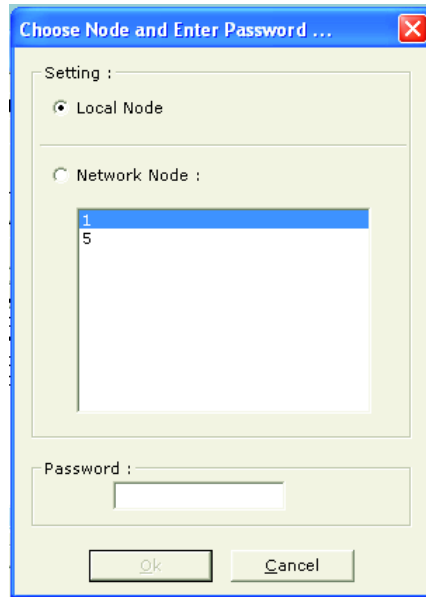 Choose Node and Enter Password ...
Setting :
Local Node
Network Node :
1
5
Password :
Ok
Cancel